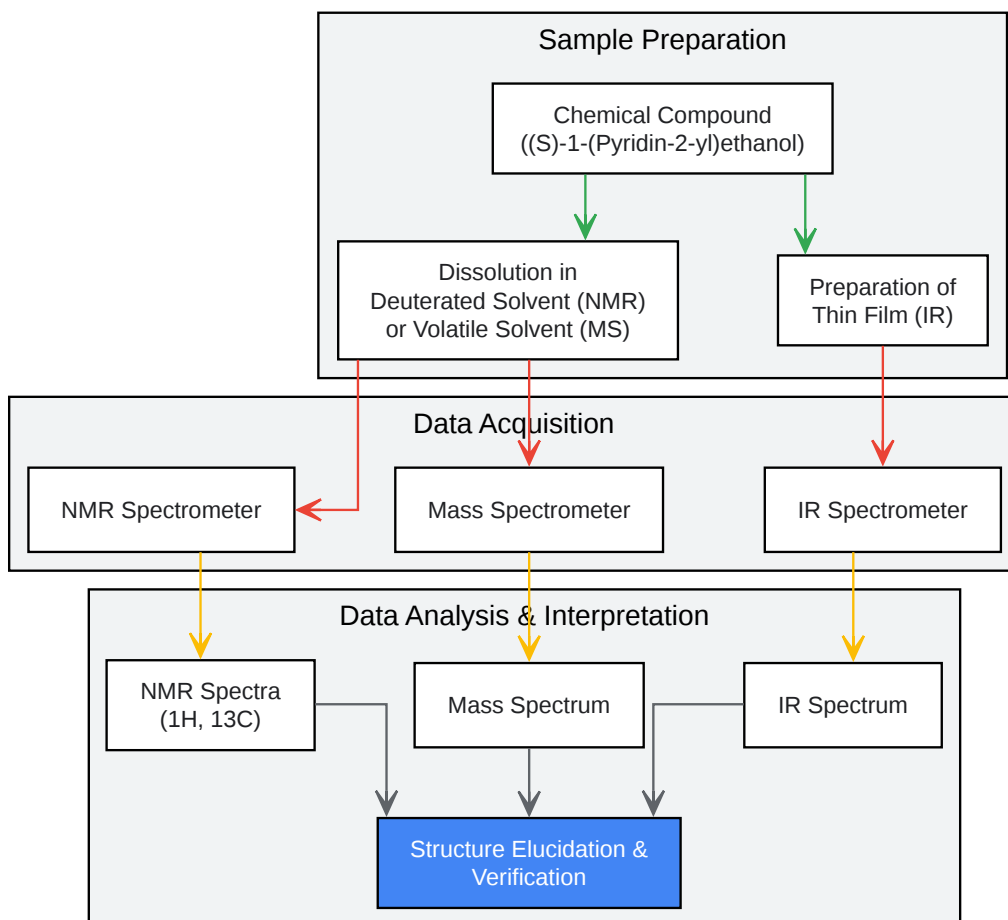 Sample Preparation
Chemical Compound
((S)-1-(Pyridin-2-yl)ethanol)
Dissolution in
Deuterated Solvent (NMR)
or Volatile Solvent (MS)
Preparation of
Thin Film (IR)
Data Acquisition
NMR Spectrometer
Mass Spectrometer
IR Spectrometer
Data Analysis & Interpretation
NMR Spectra
(1H, 13C)
Mass Spectrum
IR Spectrum
Structure Elucidation &
Verification